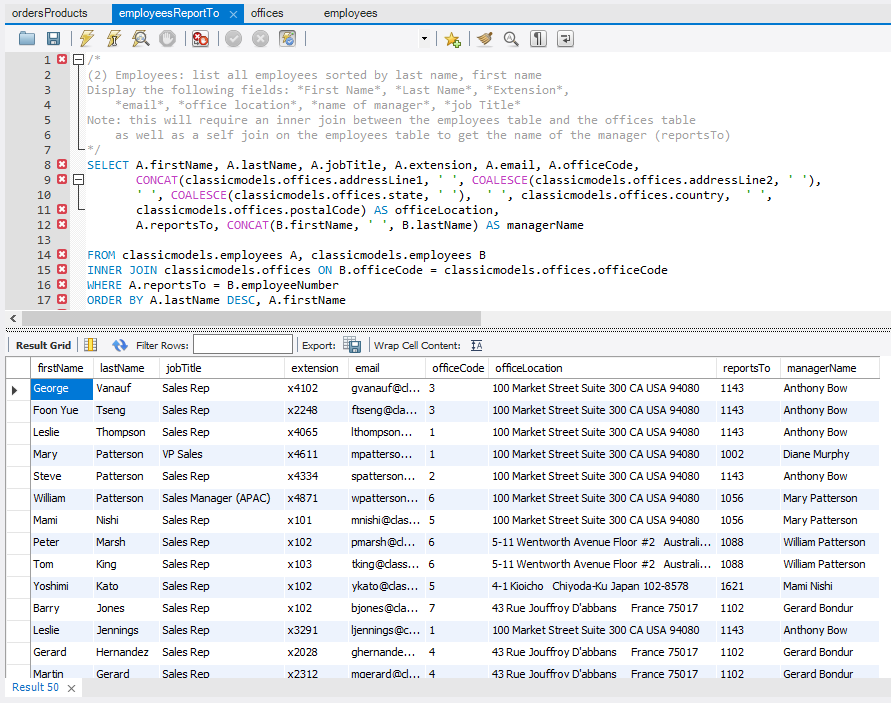 ordersProducts employeesReportTo offices employees
1 /*
2 (2) Employees: list all employees sorted by last name, first name
3 Display the following fields: *First Name*, *Last Name*, *Extension*,
4 *email*, *office location*, *name of manager*, *job Title*
5 Note: this will require an inner join between the employees table and the offices table
6 as well as a self join on the employees table to get the name of the manager (reportsTo)
7 */
8 SELECT A.firstName, A.lastName, A.jobTitle, A.extension, A.email, A.officeCode,
9 CONCAT(classicmodels.offices.addressLine1, ' ', COALESCE(classicmodels.offices.addressLine2, ' '),
10 ' ', COALESCE(classicmodels.offices.state, ' '), ' ', classicmodels.offices.country, ' ',
11 classicmodels.offices.postalCode) AS officeLocation,
12 A.reportsTo, CONCAT(B.firstName, ' ', B.lastName) AS managerName
13
14 FROM classicmodels.employees A, classicmodels.employees B
15 INNER JOIN classicmodels.offices ON B.officeCode = classicmodels.offices.officeCode
16 WHERE A.reportsTo = B.employeeNumber
17 ORDER BY A.lastName DESC, A.firstName
Result Grid Filter Rows: Export: Wrap Cell Content: IA
firstName lastName jobTitle extension email officeCode officeLocation reportsTo managerName
George Vanauf Sales Rep x4102 gvanauf@cl... 3 100 Market Street Suite 300 CA USA 94080 1143 Anthony Bow
Foon Yue Tseng Sales Rep x2248 ftseng@cla... 3 100 Market Street Suite 300 CA USA 94080 1143 Anthony Bow
Leslie Thompson Sales Rep x4065 lthompson... 1 100 Market Street Suite 300 CA USA 94080 1143 Anthony Bow
Mary Patterson VP Sales x4611 mpatterso... 1 100 Market Street Suite 300 CA USA 94080 1002 Diane Murphy
Steve Patterson Sales Rep x4334 spatterson... 2 100 Market Street Suite 300 CA USA 94080 1143 Anthony Bow
William Patterson Sales Manager (APAC) x4871 wpatterson... 6 100 Market Street Suite 300 CA USA 94080 1056 Mary Patterson
Mami Nishi Sales Rep x101 mnishi@clas... 5 100 Market Street Suite 300 CA USA 94080 1056 Mary Patterson
Peter Marsh Sales Rep x102 pmarsh@cl... 6 5-11 Wentworth Avenue Floor #2 Australi... 1088 William Patterson
Tom King Sales Rep x103 tking@class... 6 5-11 Wentworth Avenue Floor #2 Australi... 1088 William Patterson
Yoshimi Kato Sales Rep x102 ykato@clas... 5 4-1 Kioicho Chiyoda-Ku Japan 102-8578 1621 Mami Nishi
Barry Jones Sales Rep x102 bjones@cla... 7 43 Rue Jouffroy D'abbans France 75017 1102 Gerard Bondur
Leslie Jennings Sales Rep x3291 ljennings@c... 1 100 Market Street Suite 300 CA USA 94080 1143 Anthony Bow
Gerard Hernandez Sales Rep x2028 ghernande... 4 43 Rue Jouffroy D'abbans France 75017 1102 Gerard Bondur
Martin Gerard Sales Rep x2312 mgerard@cl... 4 43 Rue Jouffroy D'abbans France 75017 1102 Gerard Bondur
Result 50